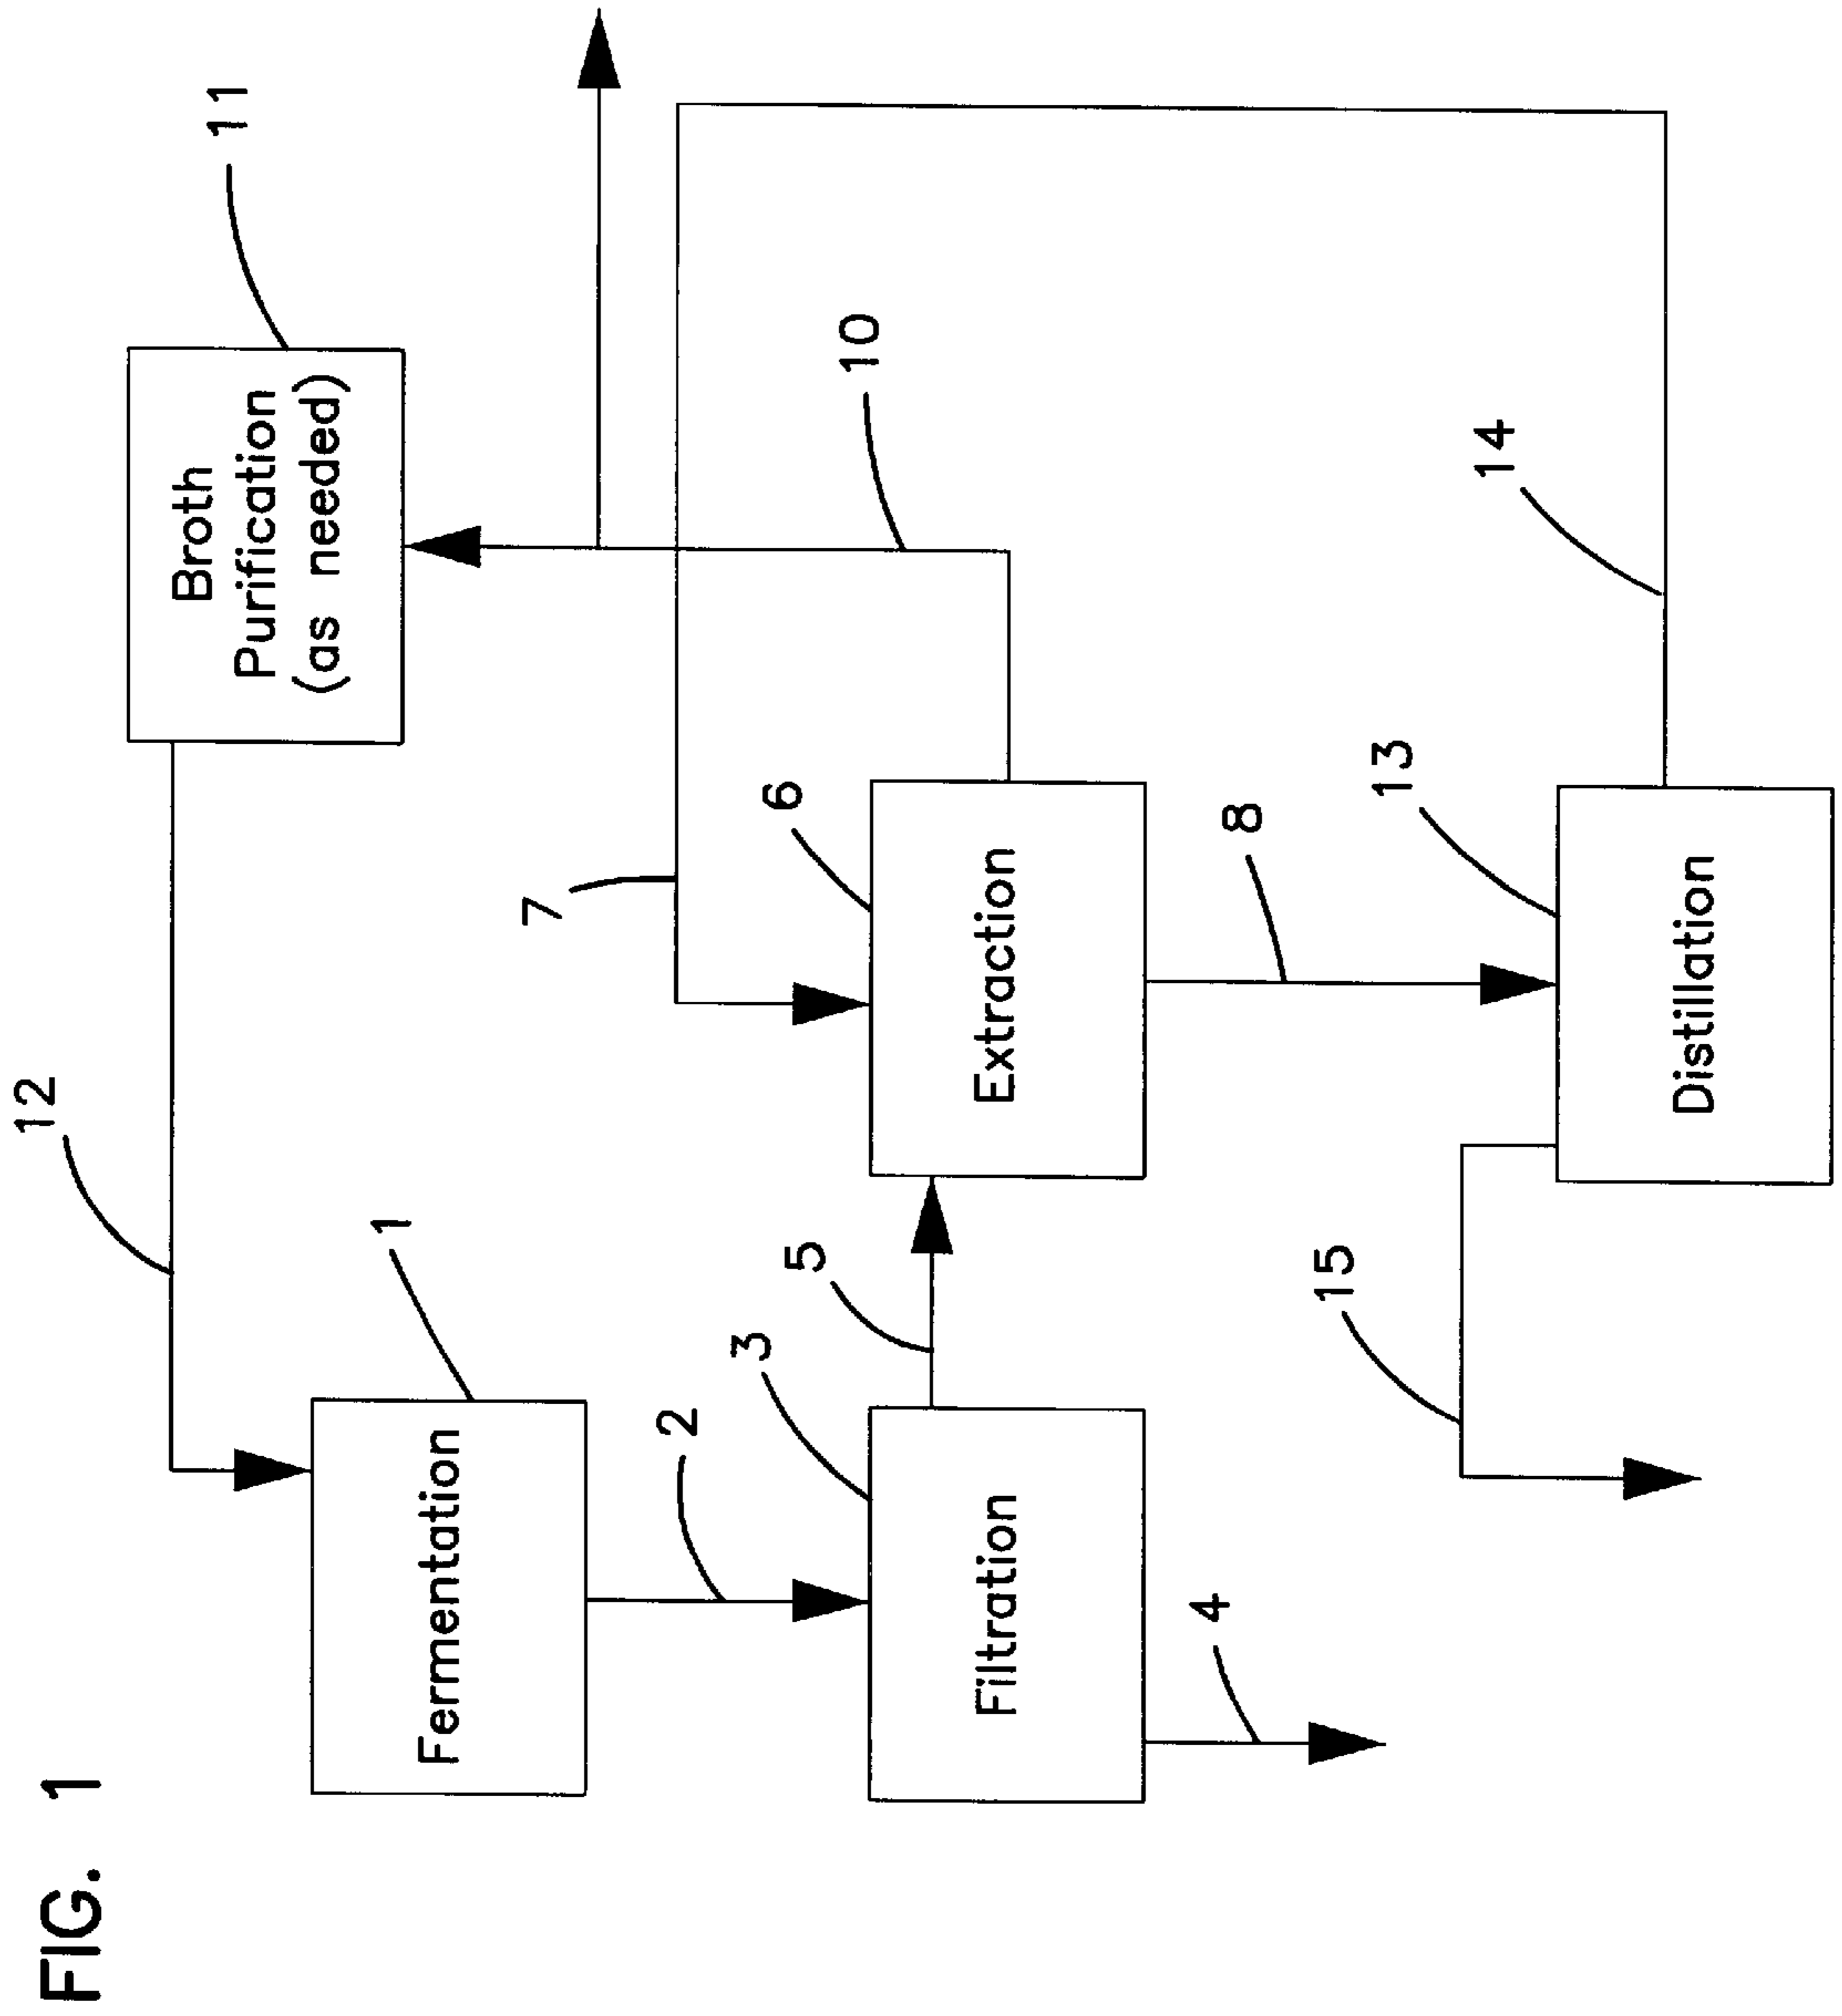 FIG. 1
12
Broth
Purification
(as needed)
11
Fermentation
1
2
7
10
3
5
6
Filtration
Extraction
4
8
15
13
14
Distillation